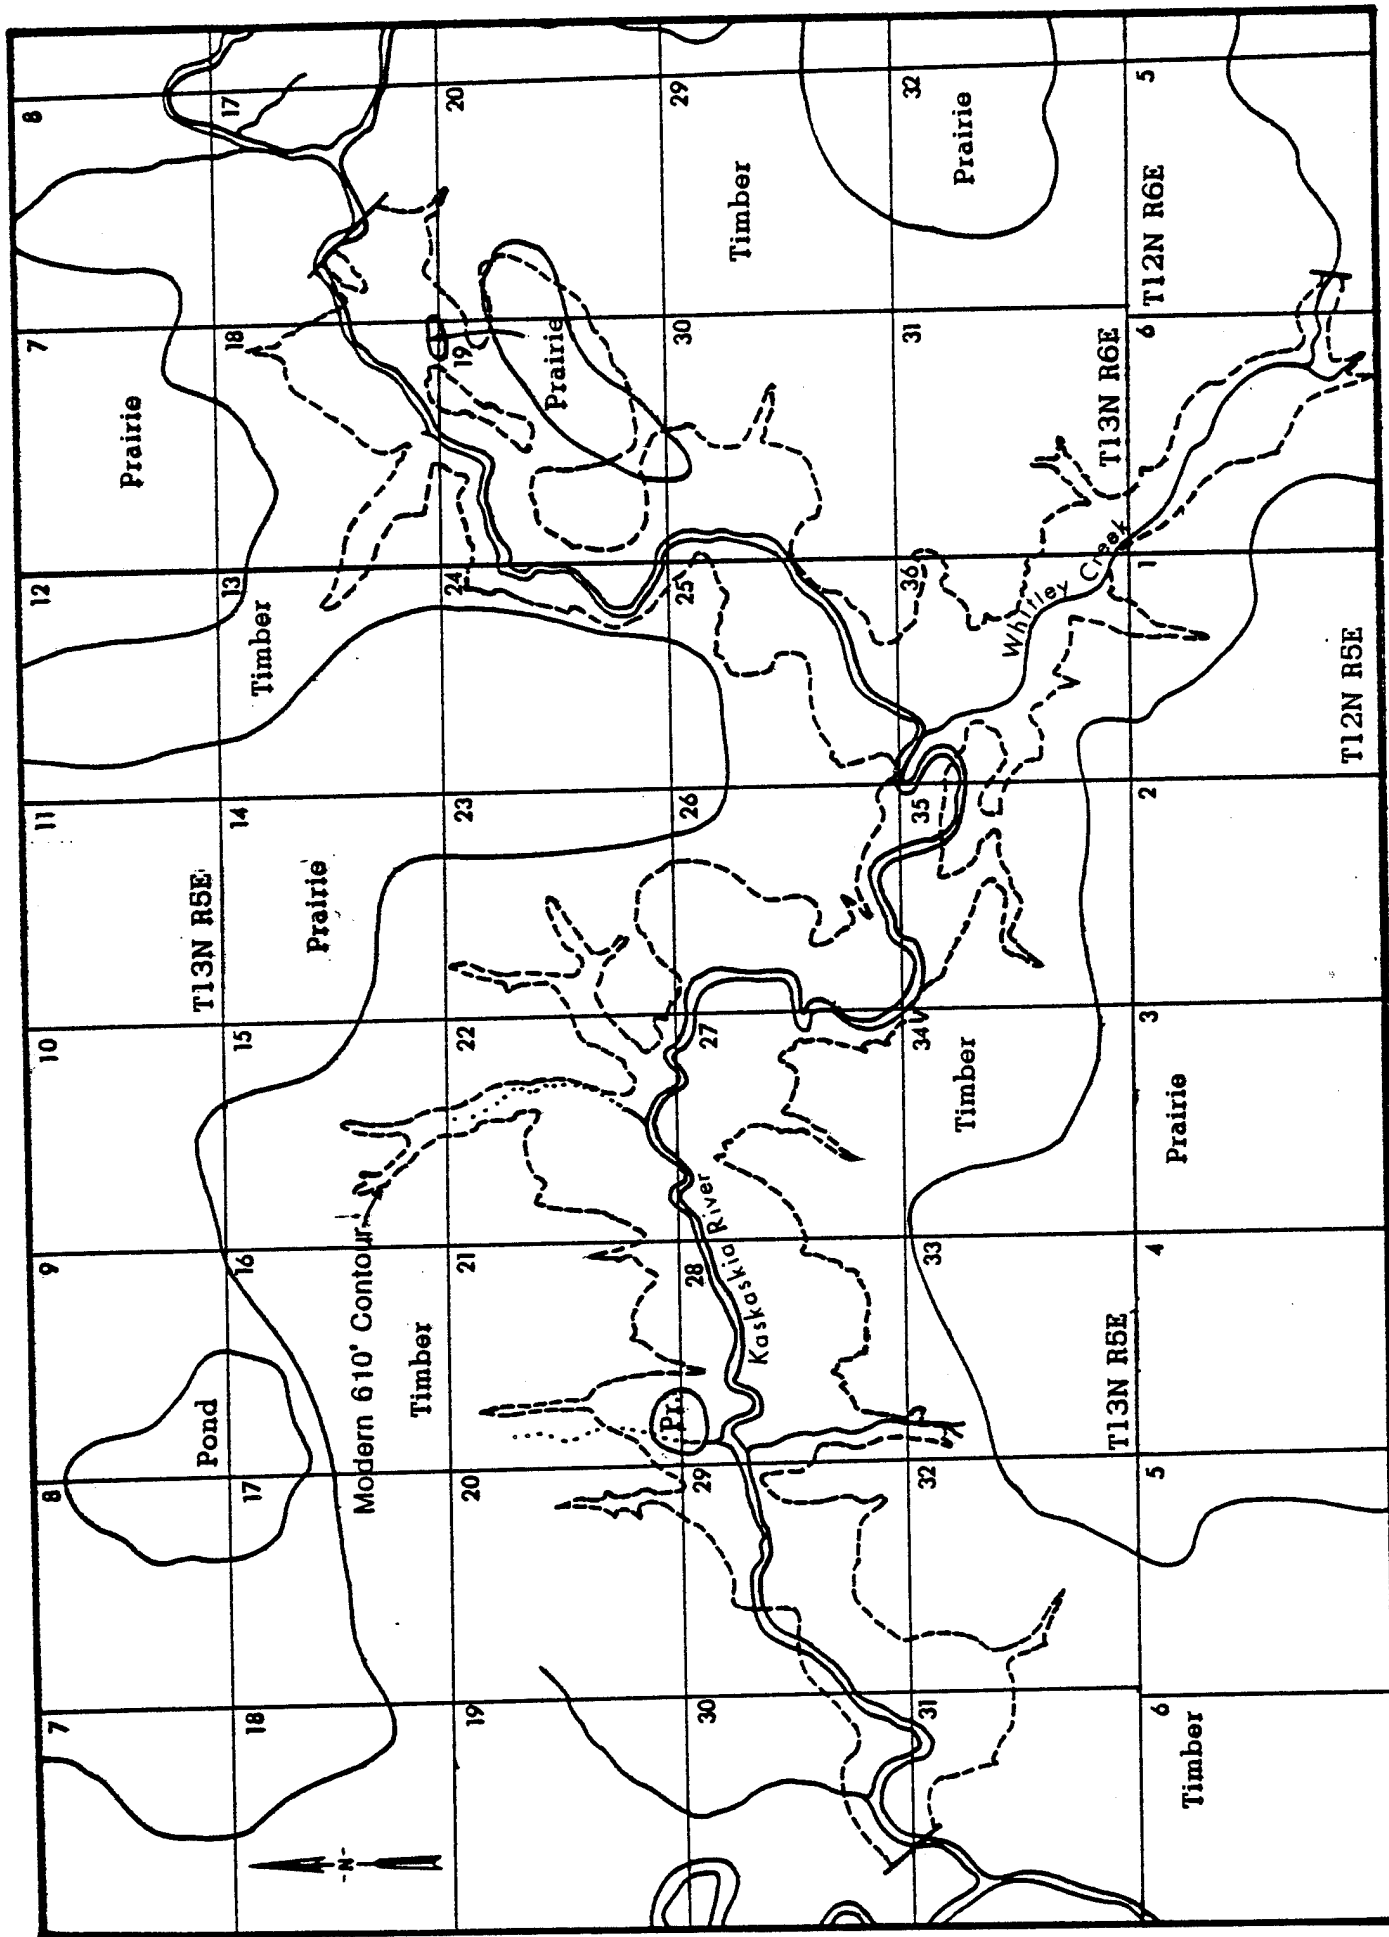 7 8 9 10 11 12 7 8
Prairie
T13N R5E
Pond
18 17 16 15 14 13 18 17
Timber
Prairie
-N-
Modern 610' Contour
Timber
19 20 21 22 23 24 19 20
Prairie
Pr.
30 29 28 27 26 25 30 29
Timber
Kaskaskia River
31 32 33 34 35 36 31 32
Timber
Prairie
Whitley Creek
T13N R5E
T13N R6E
6 5 4 3 2 1 6 5
T12N R6E
Prairie
Timber
T12N R5E